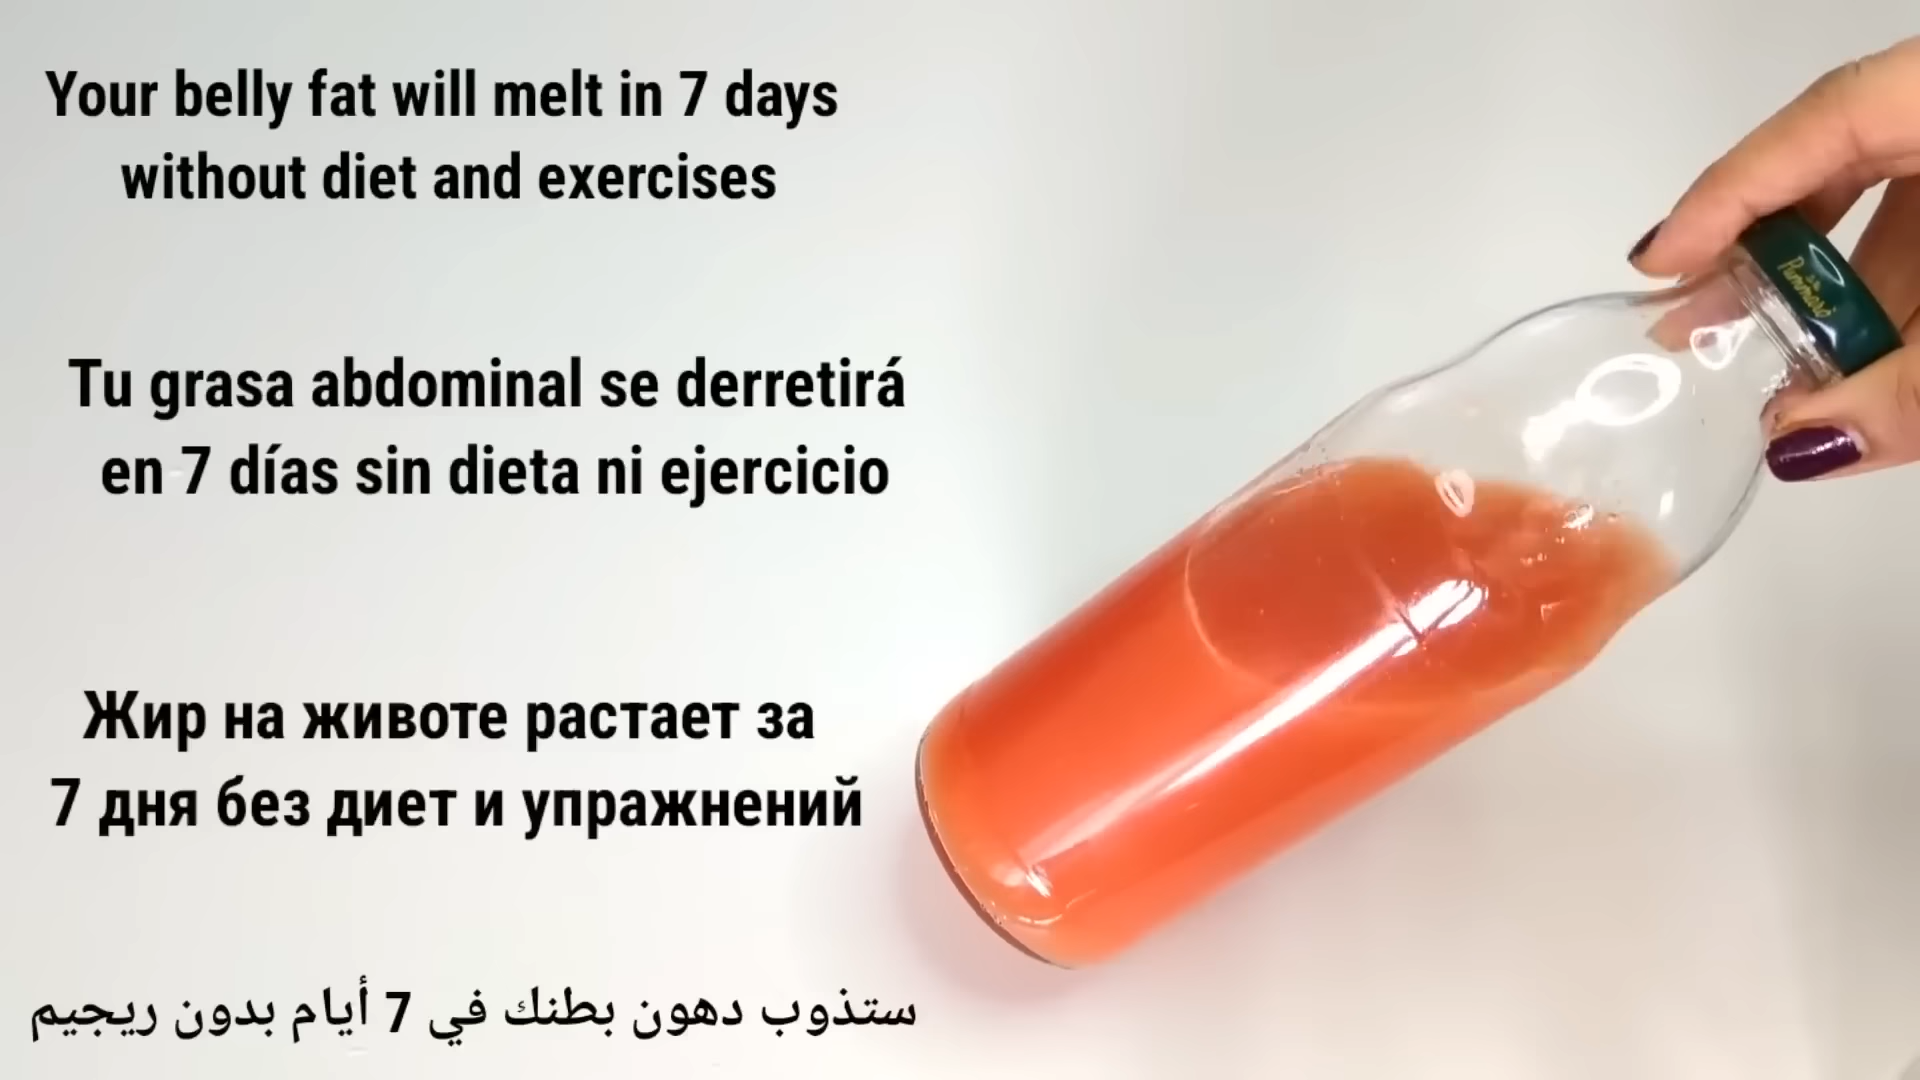 Your belly fat will melt in 7 days
without diet and exercises
Tu grasa abdominal se derretirá
en 7 días sin dieta ni ejercicio
Жир на животе растает за
7 дня без диет и упражнений
ستذوب دهون بطنك في 7 أيام بدون ريجيم
Pummarò